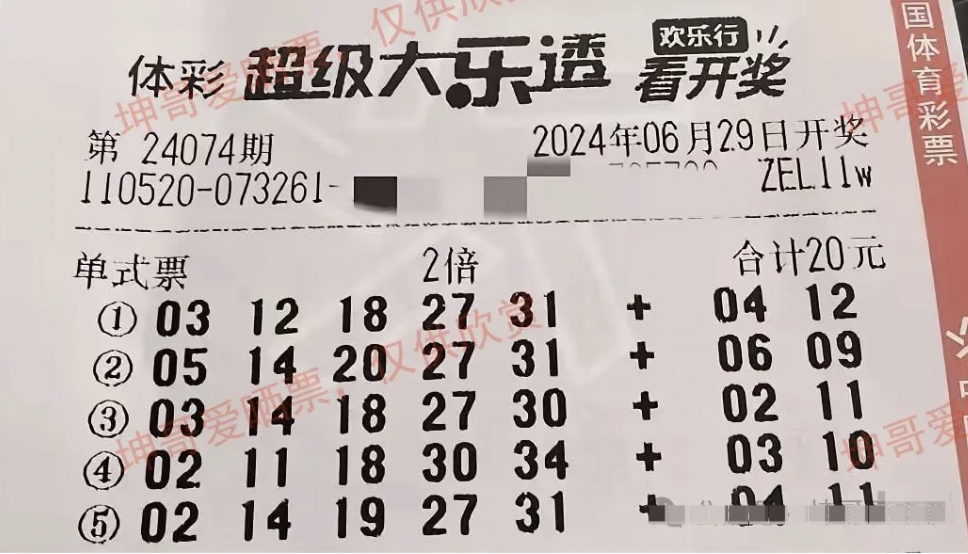 体彩 超级大乐透 欢乐行 看开奖
第 24074期 2024年06月29日开奖
110520-073261- ZEL11w
单式票 2倍 合计20元
① 03 12 18 27 31 + 04 12
② 05 14 20 27 31 + 06 09
③ 03 14 18 27 30 + 02 11
④ 02 11 18 30 34 + 03 10
⑤ 02 14 19 27 31 + 04 11
国体育彩票
坤哥爱晒票，仅供欣赏
坤哥爱晒票，仅供欣赏
坤哥爱
坤哥爱